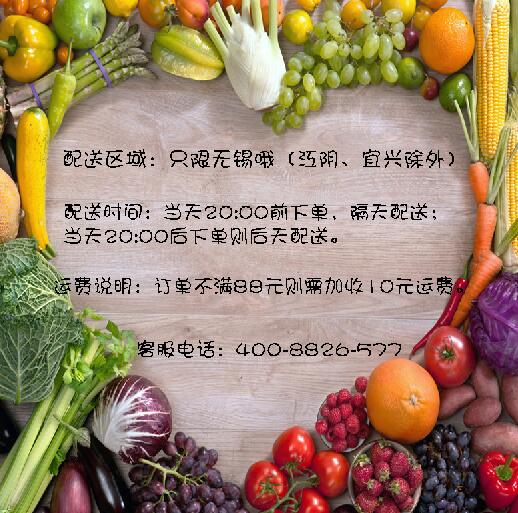 配送区域：只限无锡哦（江阴、宜兴除外）
配送时间：当天20:00前下单，隔天配送；
当天20:00后下单则后天配送。
运费说明：订单不满88元则需加收10元运费。
客服电话：400-8826-577